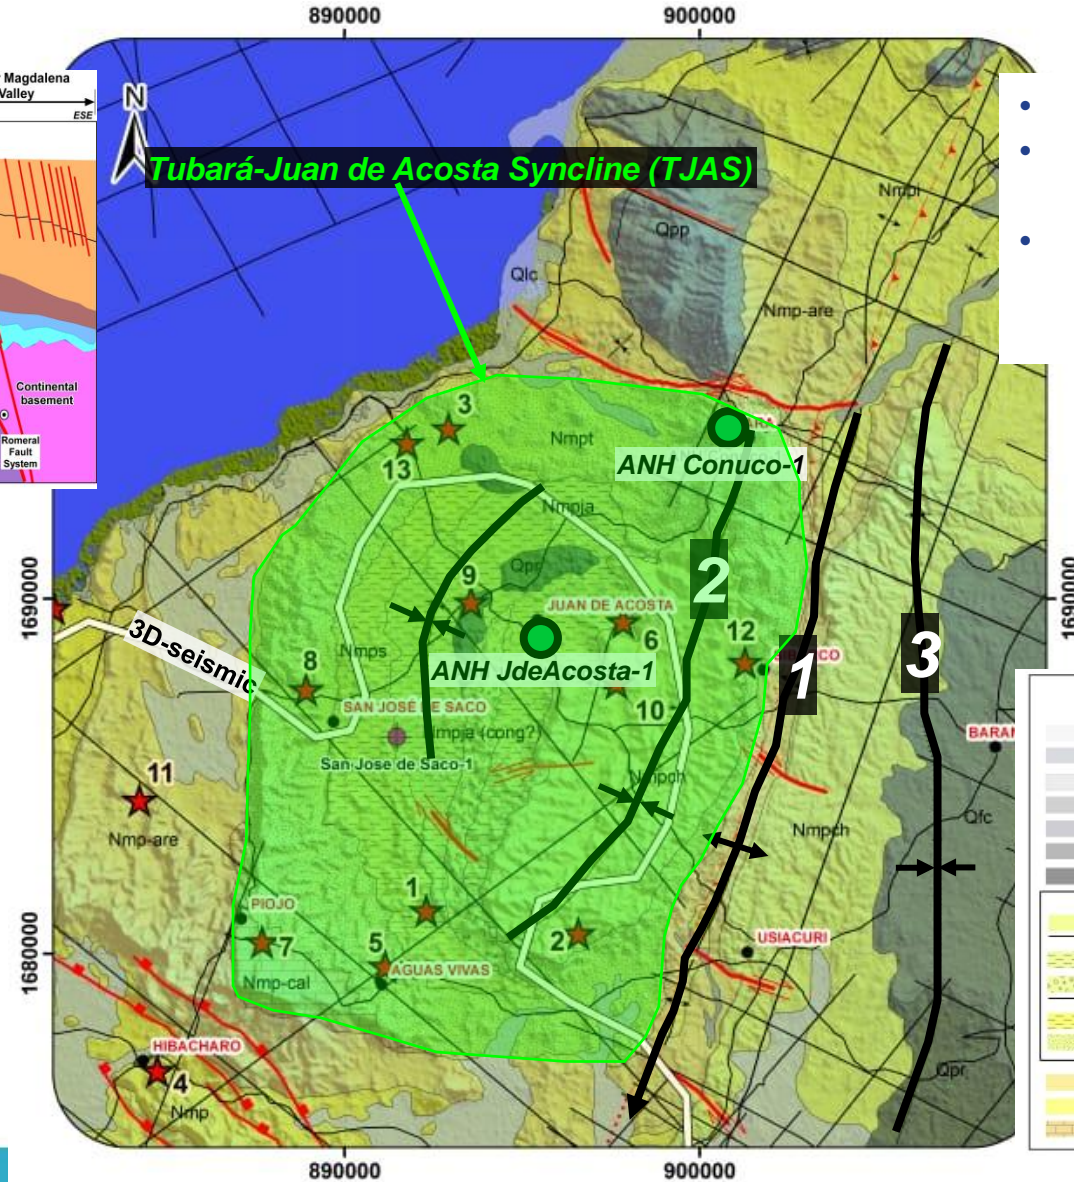 890000
900000
Magdalena
Valley
ESE
N
Tubará-Juan de Acosta Syncline (TJAS)
Nmpi
Qpp
Qlc
Nmp-are
Continental
basement
Romeral
Fault
System
3
13
Nmpt
ANH Conuco-1
Nmpja
Qpr
2
1690000
1690000
9
JUAN DE ACOSTA
3D-seismic
6
12
1
3
8
Nmps
ANH JdeAcosta-1
10
SAN JOSÉ DE SACO
Nmpja (cong?)
San Jose de Saco-1
Nmpch
11
Nmp-are
Nmpch
Qfc
1
PIOJO
7
5
AGUAS VIVAS
2
USIACURI
1680000
1680000
Nmp-cal
HIBACHARO
4
Nmp
Qpr
890000
900000